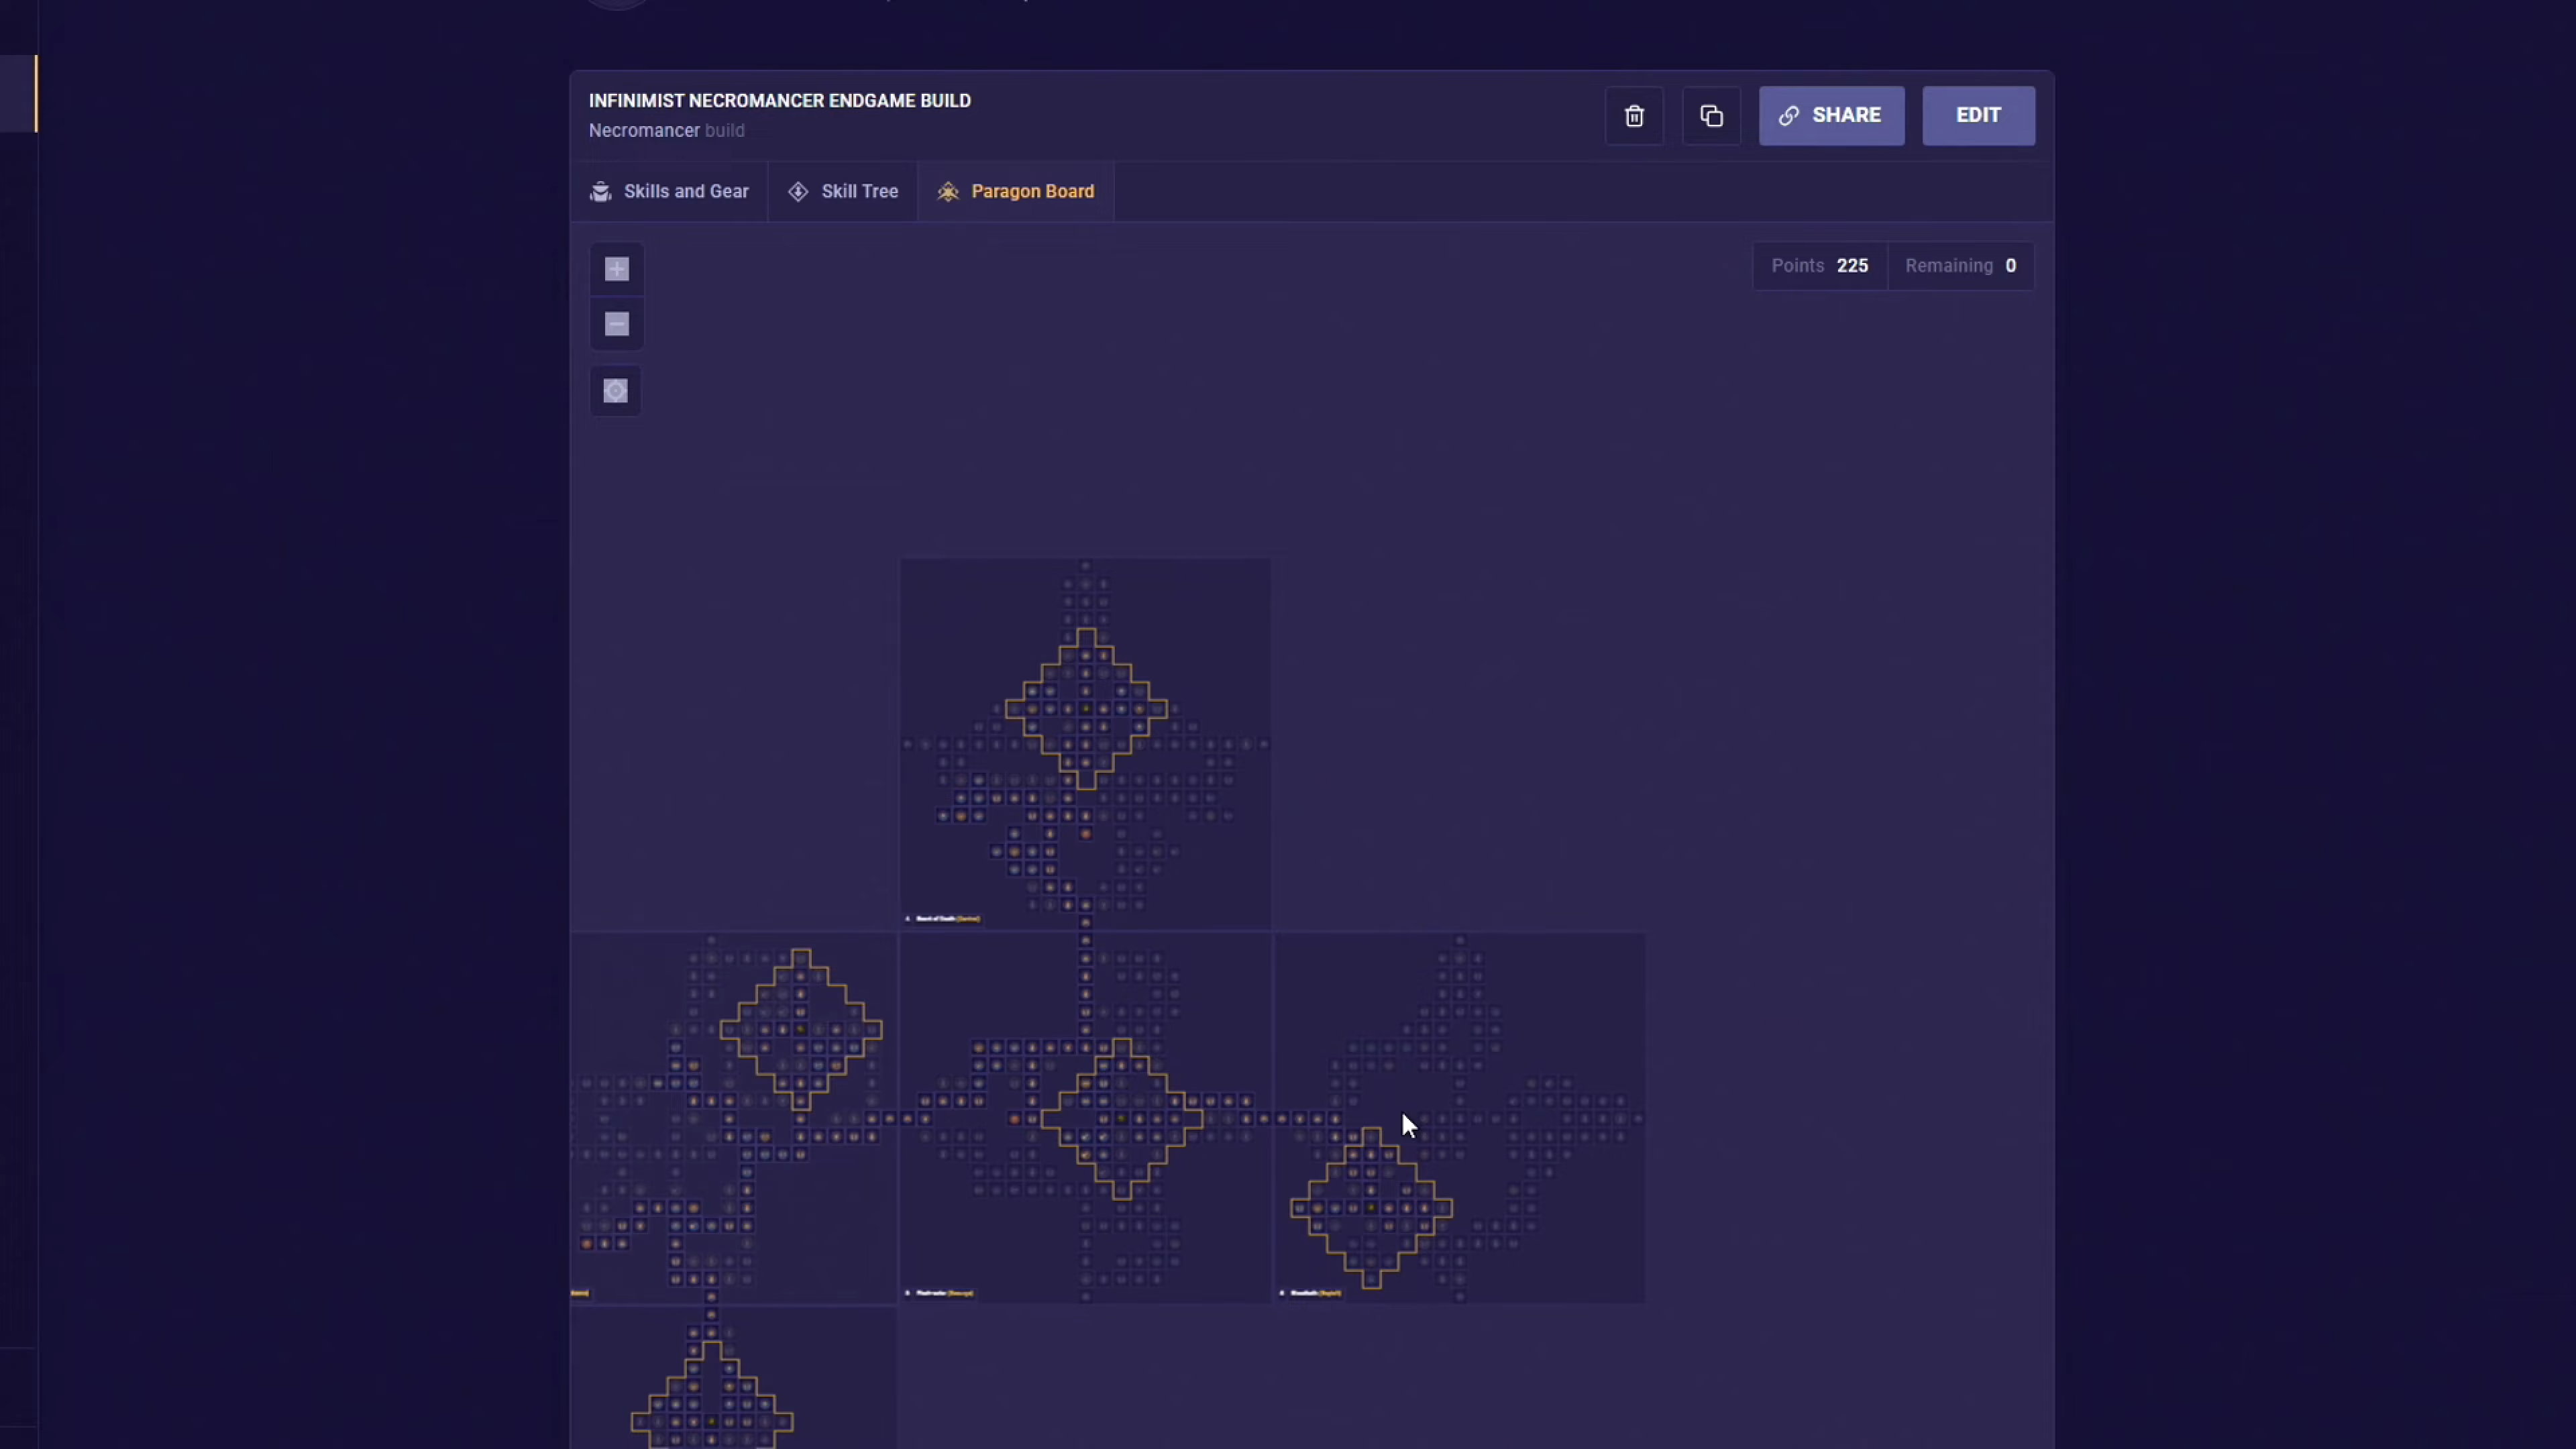 INFINIMIST NECROMANCER ENDGAME BUILD
Necromancer build
SHARE
EDIT
Skills and Gear
Skill Tree
Paragon Board
Points 225
Remaining 0